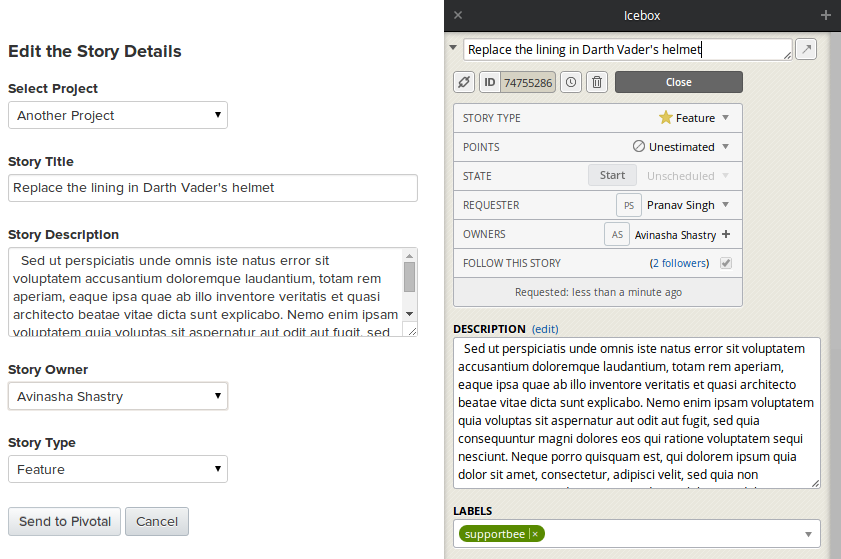 Edit the Story Details
Select Project
Another Project
Story Title
Replace the lining in Darth Vader's helmet
Story Description
Sed ut perspiciatis unde omnis iste natus error sit
voluptatem accusantium doloremque laudantium, totam rem
aperiam, eaque ipsa quae ab illo inventore veritatis et quasi
architecto beatae vitae dicta sunt explicabo. Nemo enim ipsam
voluptatem quia voluptas sit aspernatur aut odit aut fugit, sed
Story Owner
Avinasha Shastry
Story Type
Feature
Send to Pivotal
Cancel
Icebox
Replace the lining in Darth Vader's helmet
ID 74755286
Close
STORY TYPE Feature
POINTS Unestimated
STATE Start Unscheduled
REQUESTER PS Pranav Singh
OWNERS AS Avinasha Shastry +
FOLLOW THIS STORY (2 followers)
Requested: less than a minute ago
DESCRIPTION (edit)
Sed ut perspiciatis unde omnis iste natus error sit voluptatem
accusantium doloremque laudantium, totam rem aperiam,
eaque ipsa quae ab illo inventore veritatis et quasi architecto
beatae vitae dicta sunt explicabo. Nemo enim ipsam voluptatem
quia voluptas sit aspernatur aut odit aut fugit, sed quia
consequuntur magni dolores eos qui ratione voluptatem sequi
nesciunt. Neque porro quisquam est, qui dolorem ipsum quia
dolor sit amet, consectetur, adipisci velit, sed quia non
LABELS
supportbee